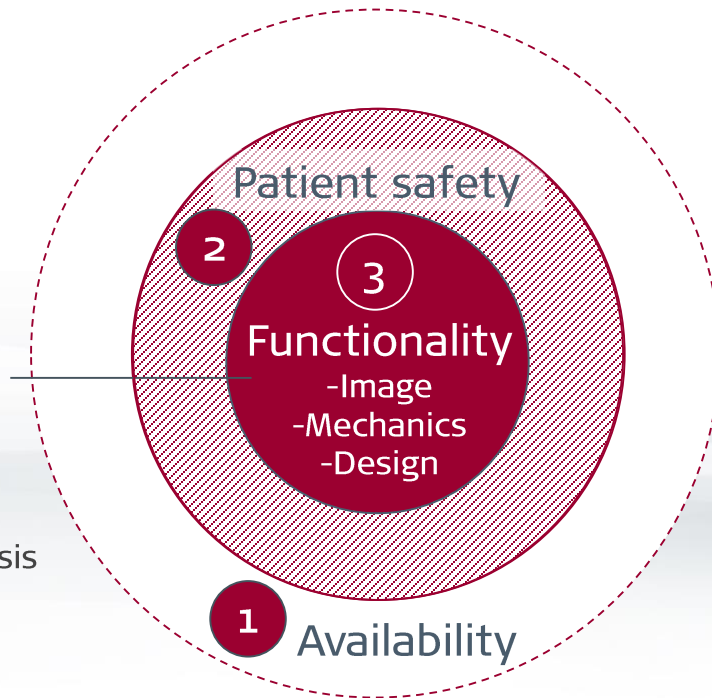 Patient safety
2
3
Functionality
-Image
-Mechanics
-Design
sis
1
Availability